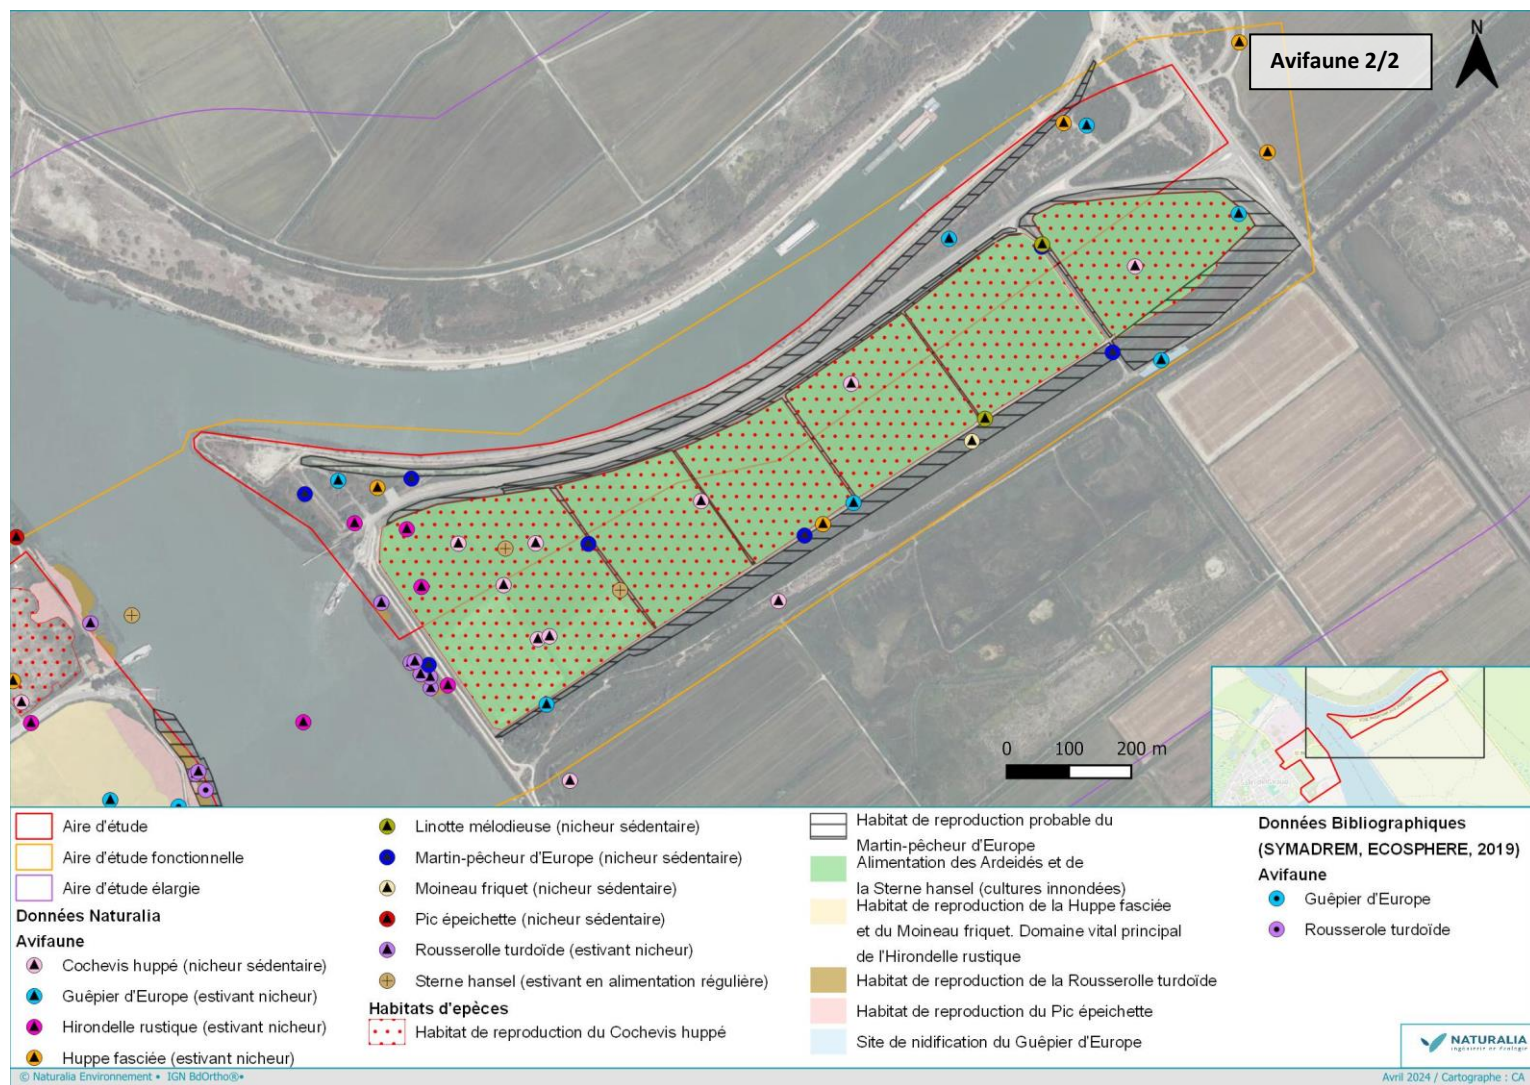 Avifaune 2/2
N
0 100 200 m
Aire d'étude
Aire d'étude fonctionnelle
Aire d'étude élargie
Données Naturalia
Avifaune
Cochevis huppé (nicheur sédentaire)
Guêpier d'Europe (estivant nicheur)
Hirondelle rustique (estivant nicheur)
Huppe fasciée (estivant nicheur)
Linotte mélodieuse (nicheur sédentaire)
Martin-pêcheur d'Europe (nicheur sédentaire)
Moineau friquet (nicheur sédentaire)
Pic épeichette (nicheur sédentaire)
Rousserolle turdoïde (estivant nicheur)
Sterne hansel (estivant en alimentation régulière)
Habitats d'epèces
Habitat de reproduction du Cochevis huppé
Habitat de reproduction probable du
Martin-pêcheur d'Europe
Alimentation des Ardeidés et de
la Sterne hansel (cultures innondées)
Habitat de reproduction de la Huppe fasciée
et du Moineau friquet. Domaine vital principal
de l'Hirondelle rustique
Habitat de reproduction de la Rousserolle turdoïde
Habitat de reproduction du Pic épeichette
Site de nidification du Guêpier d'Europe
Données Bibliographiques
(SYMADREM, ECOSPHERE, 2019)
Avifaune
Guêpier d'Europe
Rousserole turdoïde
NATURALIA
Ingénierie en écologie
© Naturalia Environnement • IGN BdOrtho®•
Avril 2024 / Cartographe : CA